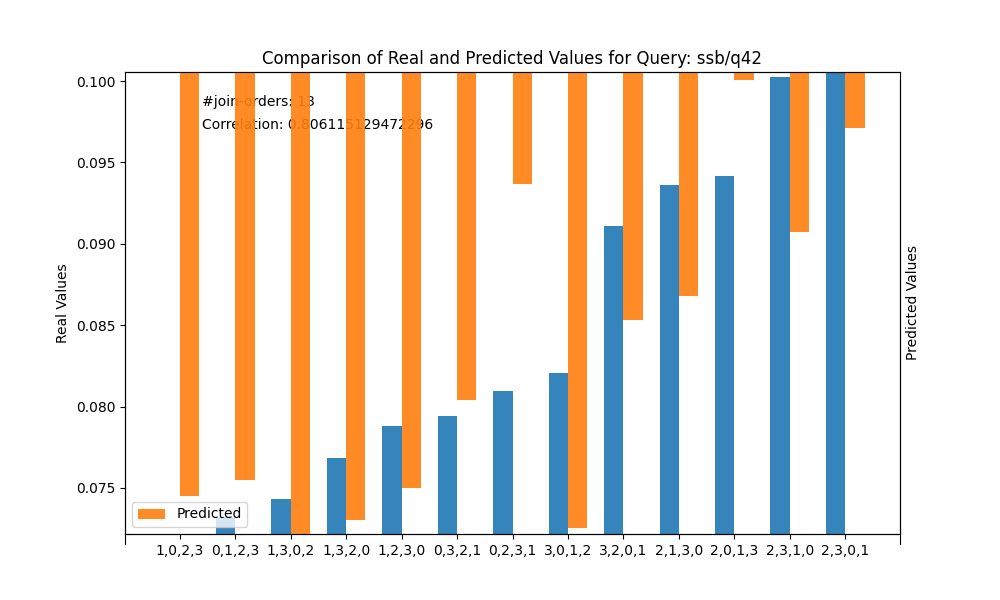 Comparison of Real and Predicted Values for Query: ssb/q42
#join-orders: 13
Correlation: 0.806115129472296
0.100
0.095
0.090
0.085
0.080
0.075
Real Values
Predicted Values
Predicted
1,0,2,3 0,1,2,3 1,3,0,2 1,3,2,0 1,2,3,0 0,3,2,1 0,2,3,1 3,0,1,2 3,2,0,1 2,1,3,0 2,0,1,3 2,3,1,0 2,3,0,1